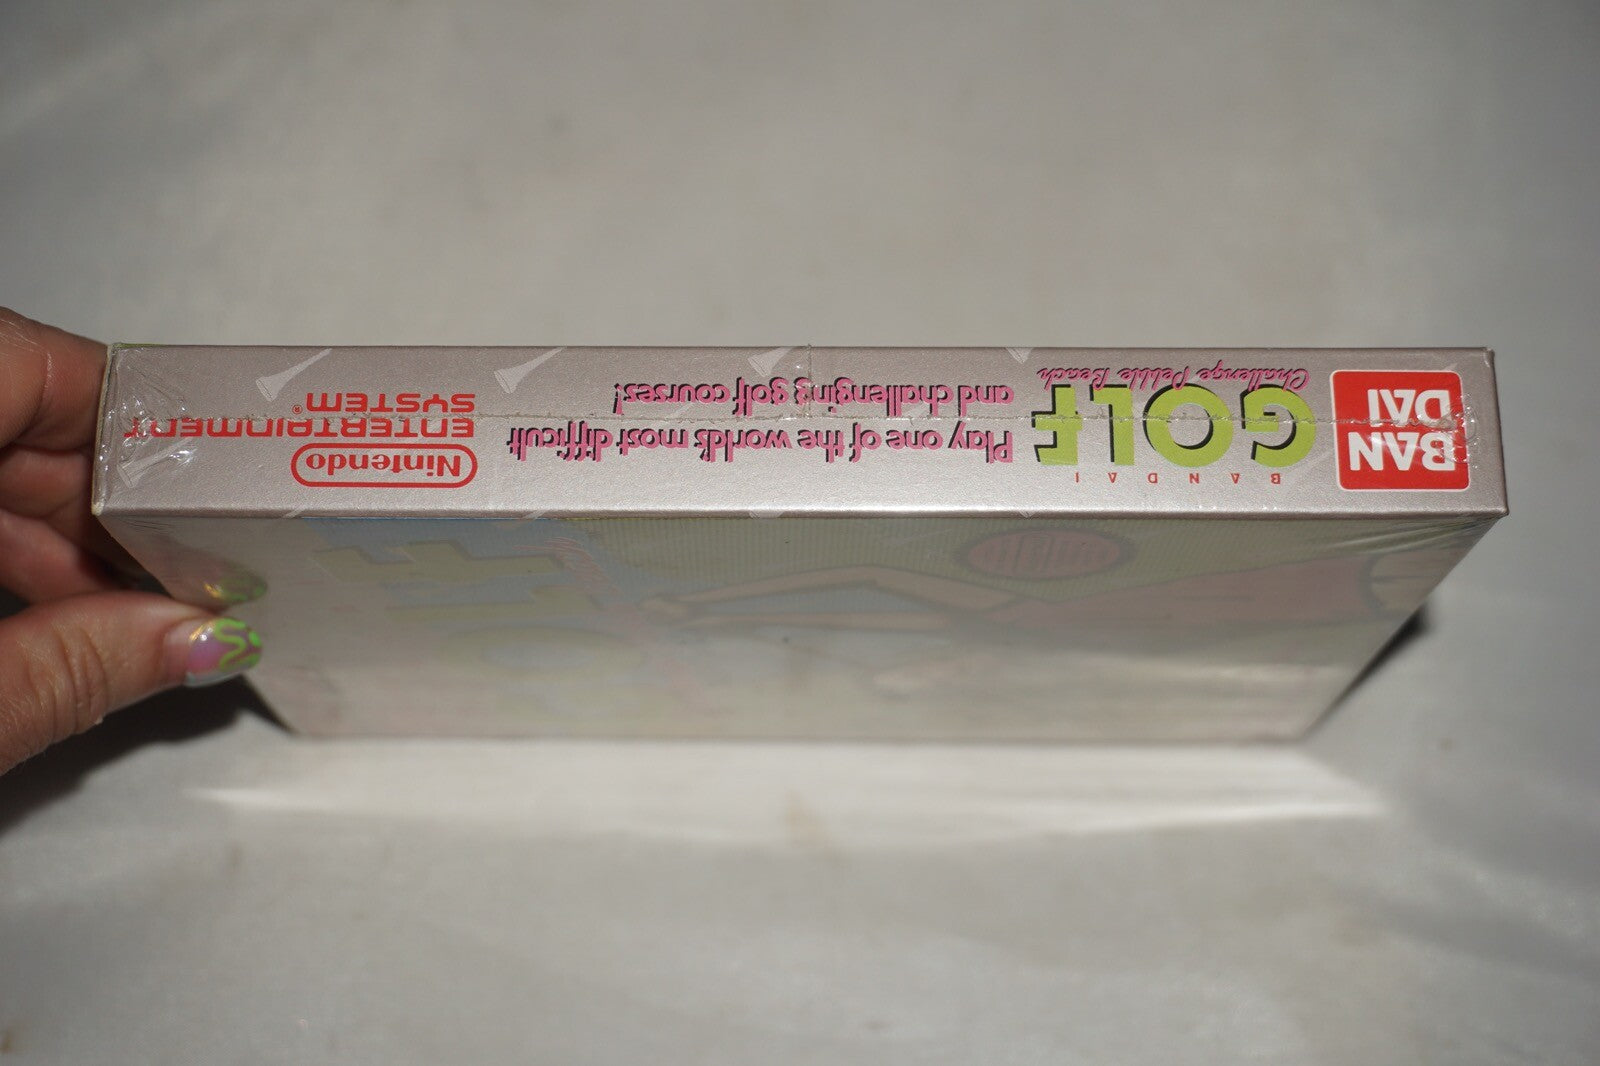 BAN
DAI
BANDAI
GOLF
Challenge Pebble Beach
Play one of the world's most difficult
and challenging golf courses!
Nintendo
ENTERTAINMENT
SYSTEM®